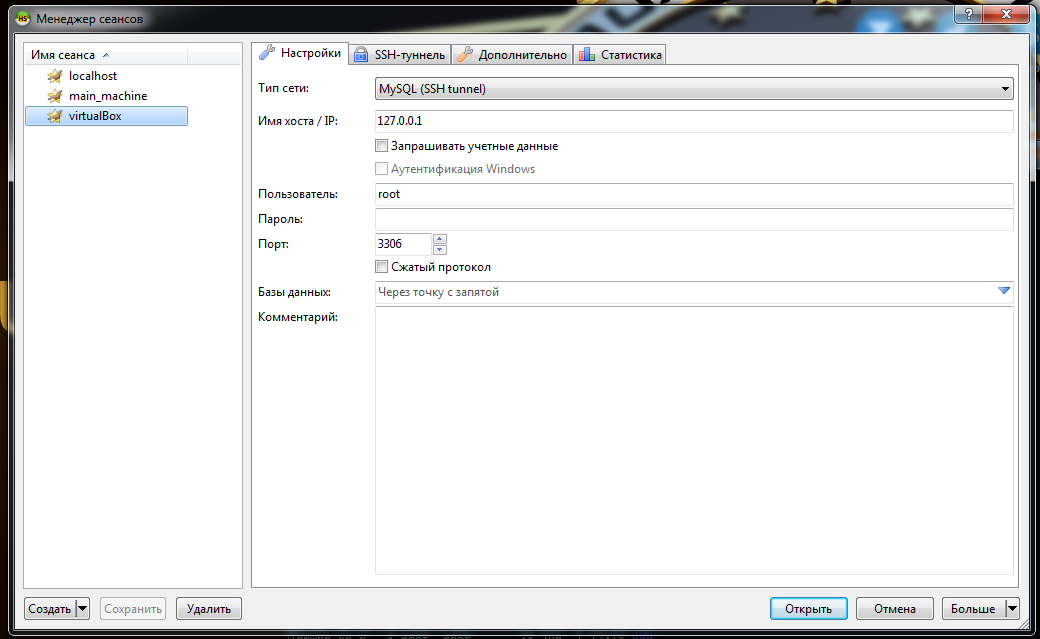 Менеджер сеансов
?
Имя сеанса
localhost
main_machine
virtualBox
Настройки SSH-туннель Дополнительно Статистика
Тип сети: MySQL (SSH tunnel)
Имя хоста / IP: 127.0.0.1
Запрашивать учетные данные
Аутентификация Windows
Пользователь: root
Пароль:
Порт: 3306
Сжатый протокол
Базы данных: Через точку с запятой
Комментарий:
Создать Сохранить Удалить Открыть Отмена Больше